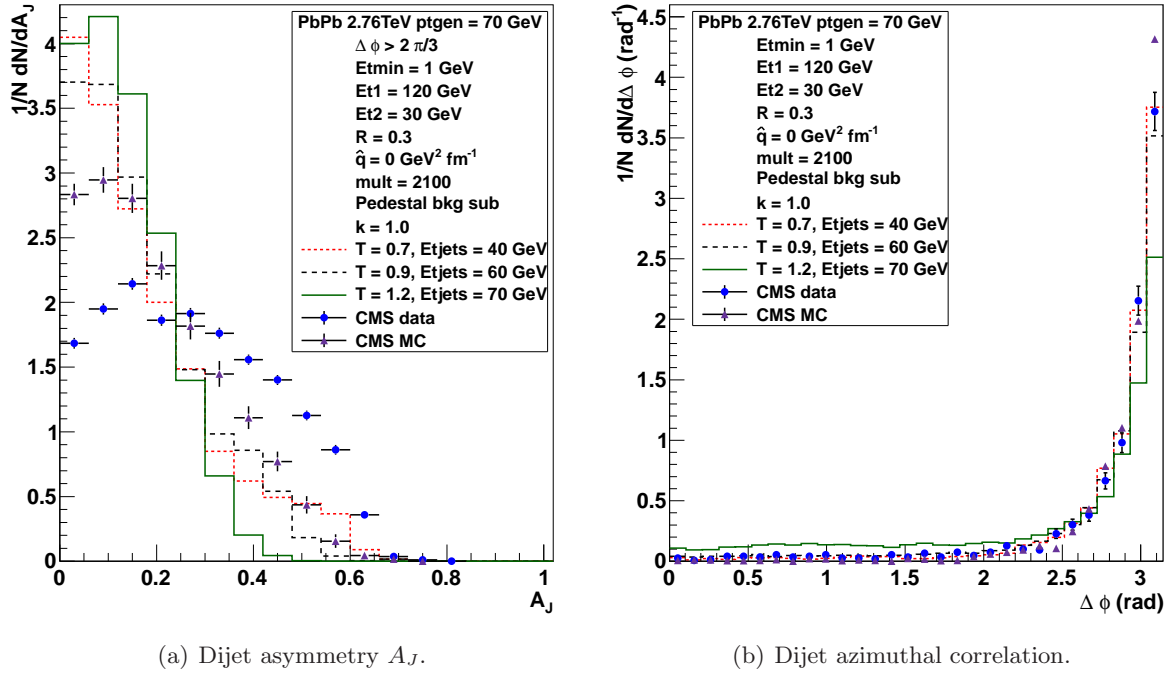 1/N dN/dA_J
4
3.5
3
2.5
2
1.5
1
0.5
0
0 0.2 0.4 0.6 0.8 1
A_J
PbPb 2.76TeV ptgen = 70 GeV
Δ ϕ > 2 π/3
Etmin = 1 GeV
Et1 = 120 GeV
Et2 = 30 GeV
R = 0.3
q̂ = 0 GeV² fm⁻¹
mult = 2100
Pedestal bkg sub
k = 1.0
T = 0.7, Etjets = 40 GeV
T = 0.9, Etjets = 60 GeV
T = 1.2, Etjets = 70 GeV
CMS data
CMS MC
(a) Dijet asymmetry A_J.
1/N dN/dΔ ϕ (rad⁻¹)
4.5
4
3.5
3
2.5
2
1.5
1
0.5
0
0 0.5 1 1.5 2 2.5 3
Δ ϕ (rad)
PbPb 2.76TeV ptgen = 70 GeV
Etmin = 1 GeV
Et1 = 120 GeV
Et2 = 30 GeV
R = 0.3
q̂ = 0 GeV² fm⁻¹
mult = 2100
Pedestal bkg sub
k = 1.0
T = 0.7, Etjets = 40 GeV
T = 0.9, Etjets = 60 GeV
T = 1.2, Etjets = 70 GeV
CMS data
CMS MC
(b) Dijet azimuthal correlation.